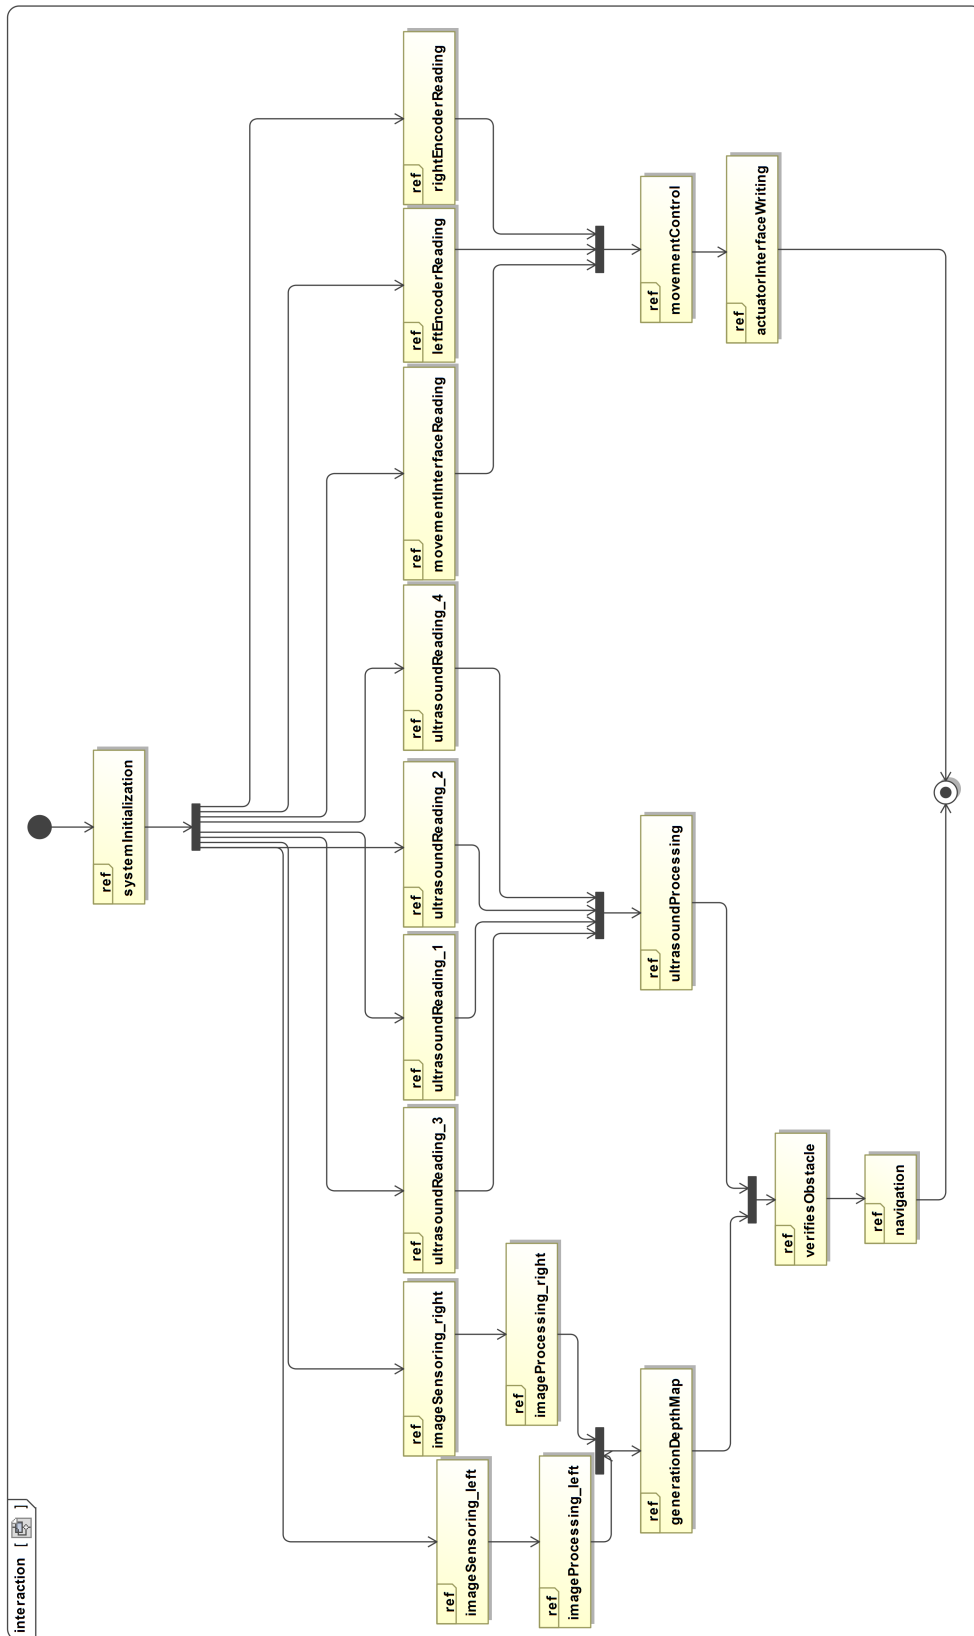 interaction [ ]
ref
systemInitialization
ref
imageSensoring_left
ref
imageSensoring_right
ref
ultrasoundReading_3
ref
ultrasoundReading_1
ref
ultrasoundReading_2
ref
ultrasoundReading_4
ref
movementInterfaceReading
ref
leftEncoderReading
ref
rightEncoderReading
ref
imageProcessing_left
ref
imageProcessing_right
ref
generationDepthMap
ref
ultrasoundProcessing
ref
movementControl
ref
actuatorInterfaceWriting
ref
verifiesObstacle
ref
navigation